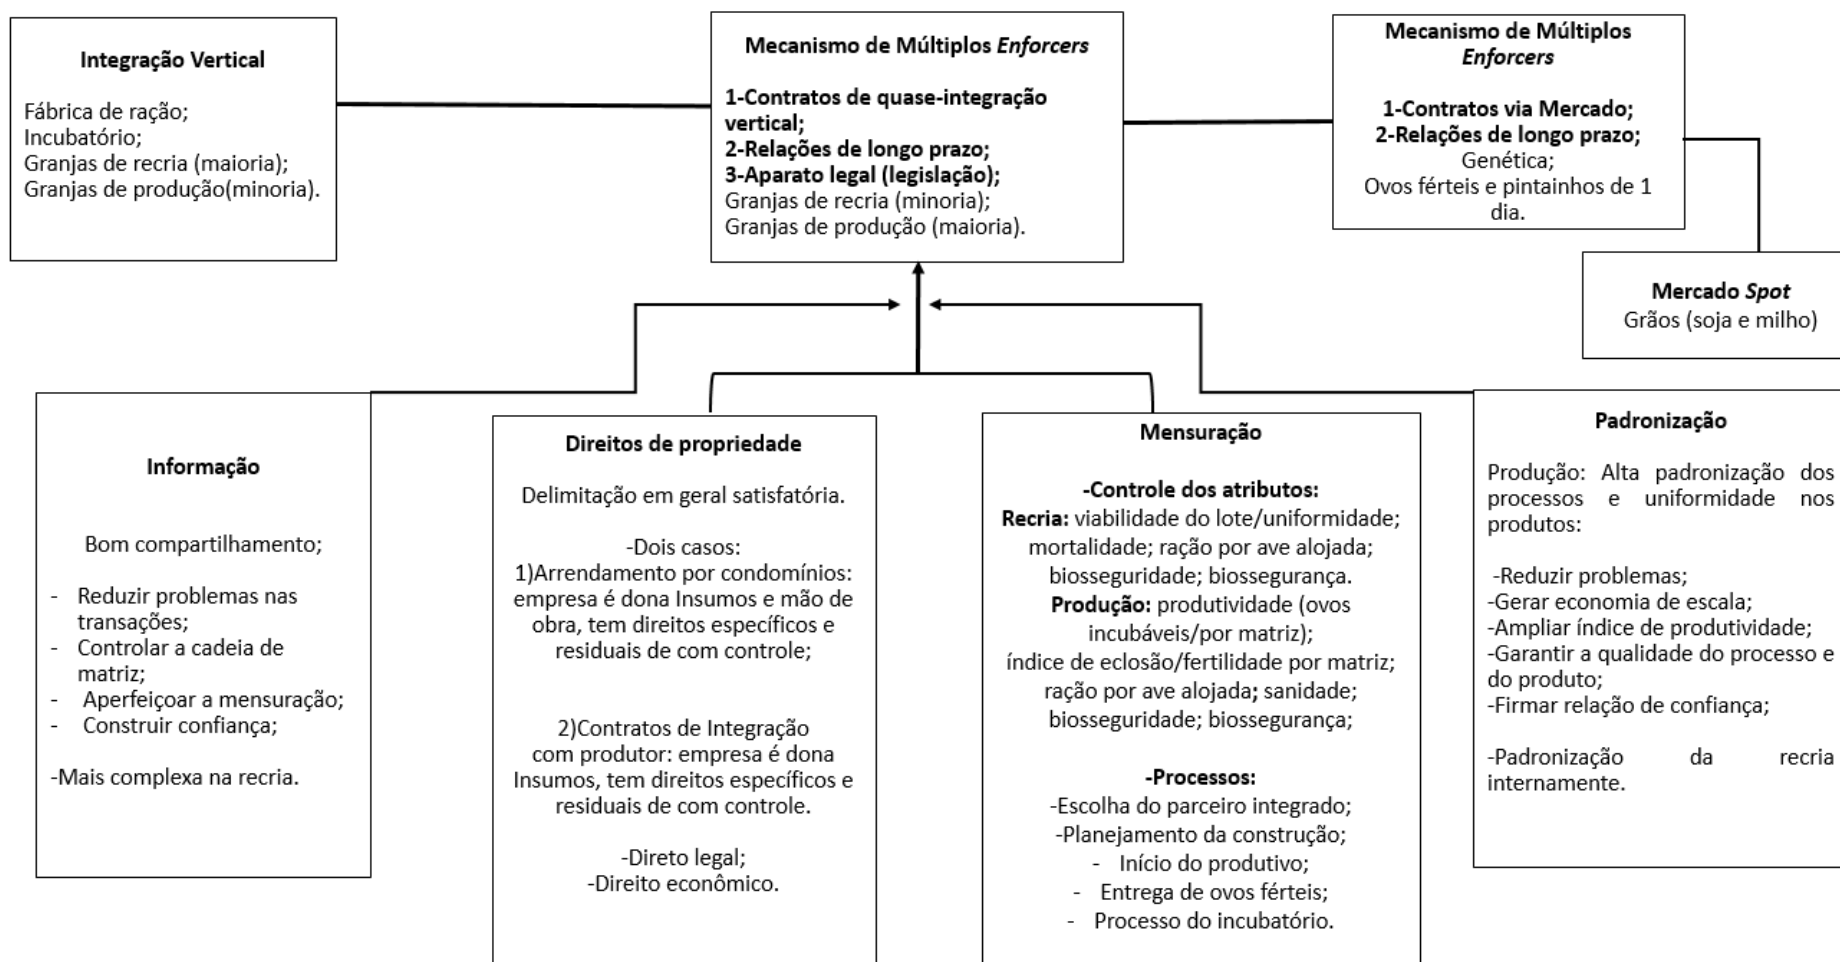 Integração Vertical
Fábrica de ração;
Incubatório;
Granjas de recria (maioria);
Granjas de produção(minoria).
Mecanismo de Múltiplos Enforcers
1-Contratos de quase-integração
vertical;
2-Relações de longo prazo;
3-Aparato legal (legislação);
Granjas de recria (minoria);
Granjas de produção (maioria).
Mecanismo de Múltiplos
Enforcers
1-Contratos via Mercado;
2-Relações de longo prazo;
Genética;
Ovos férteis e pintainhos de 1
dia.
Mercado Spot
Grãos (soja e milho)
Informação
Bom compartilhamento;
- Reduzir problemas nas
transações;
- Controlar a cadeia de
matriz;
- Aperfeiçoar a mensuração;
- Construir confiança;
-Mais complexa na recria.
Direitos de propriedade
Delimitação em geral satisfatória.
-Dois casos:
1)Arrendamento por condomínios:
empresa é dona Insumos e mão de
obra, tem direitos específicos e
residuais de com controle;
2)Contratos de Integração
com produtor: empresa é dona
Insumos, tem direitos específicos e
residuais de com controle.
-Direto legal;
-Direito econômico.
Mensuração
-Controle dos atributos:
Recria: viabilidade do lote/uniformidade;
mortalidade; ração por ave alojada;
biosseguridade; biossegurança.
Produção: produtividade (ovos
incubáveis/por matriz);
índice de eclosão/fertilidade por matriz;
ração por ave alojada; sanidade;
biosseguridade; biossegurança;
-Processos:
-Escolha do parceiro integrado;
-Planejamento da construção;
- Início do produtivo;
- Entrega de ovos férteis;
- Processo do incubatório.
Padronização
Produção: Alta padronização dos
processos e uniformidade nos
produtos:
-Reduzir problemas;
-Gerar economia de escala;
-Ampliar índice de produtividade;
-Garantir a qualidade do processo e
do produto;
-Firmar relação de confiança;
-Padronização da recria
internamente.